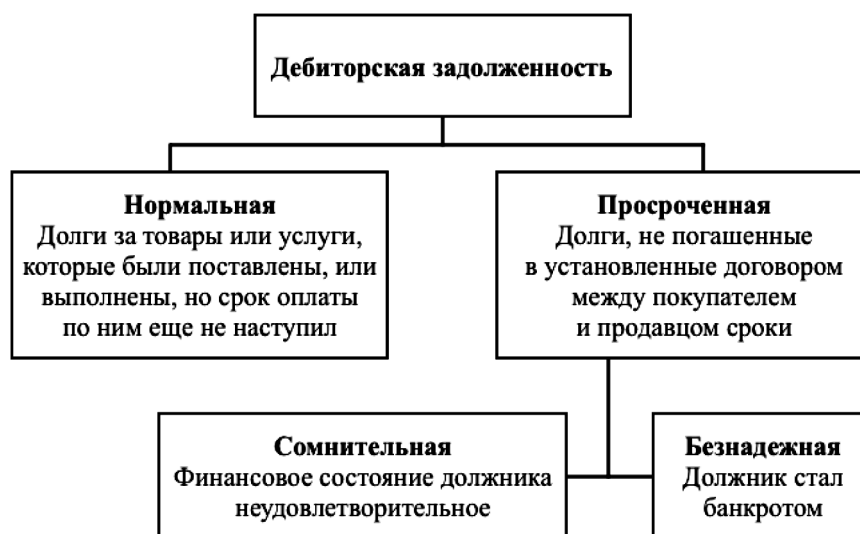 Дебиторская задолженность
Нормальная
Долги за товары или услуги,
которые были поставлены, или
выполнены, но срок оплаты
по ним еще не наступил
Просроченная
Долги, не погашенные
в установленные договором
между покупателем
и продавцом сроки
Сомнительная
Финансовое состояние должника
неудовлетворительное
Безнадежная
Должник стал
банкротом